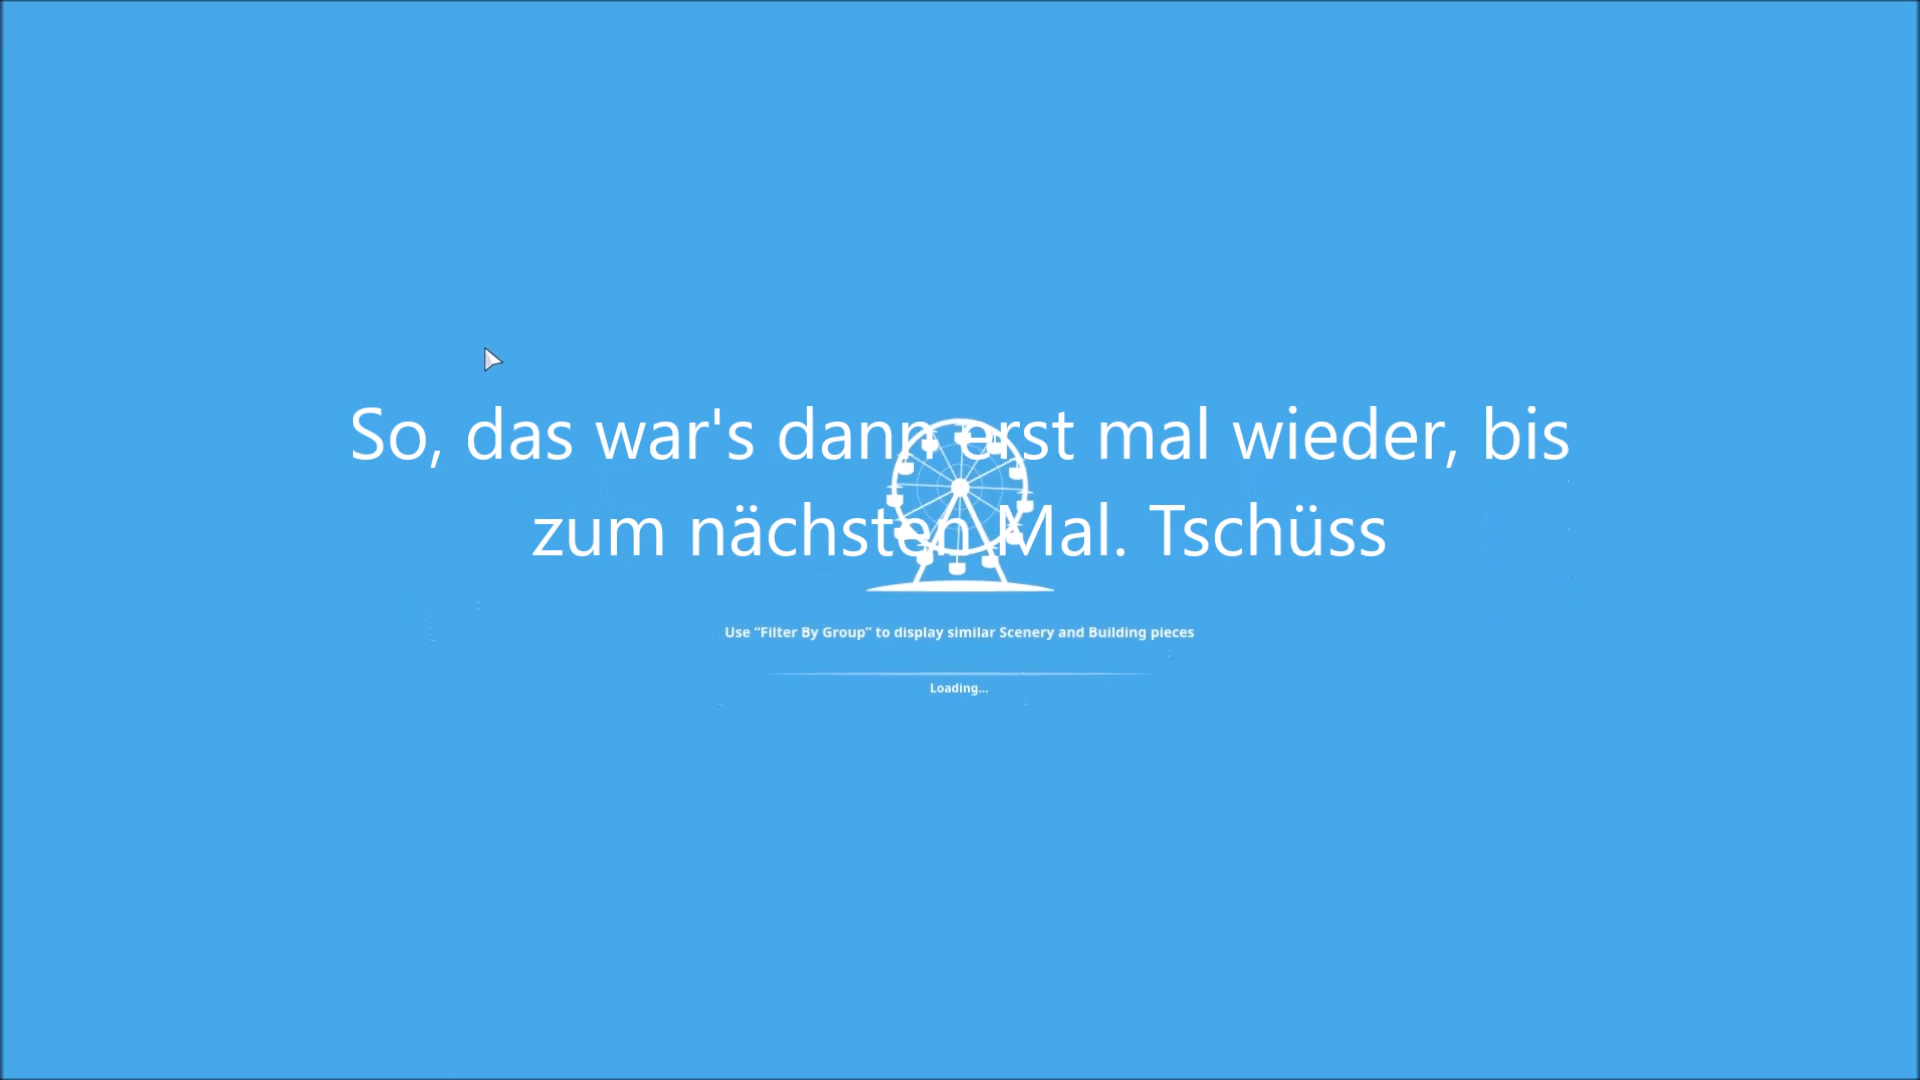 So, das war's dann erst mal wieder, bis
zum nächsten Mal. Tschüss
Use “Filter By Group” to display similar Scenery and Building pieces
Loading...